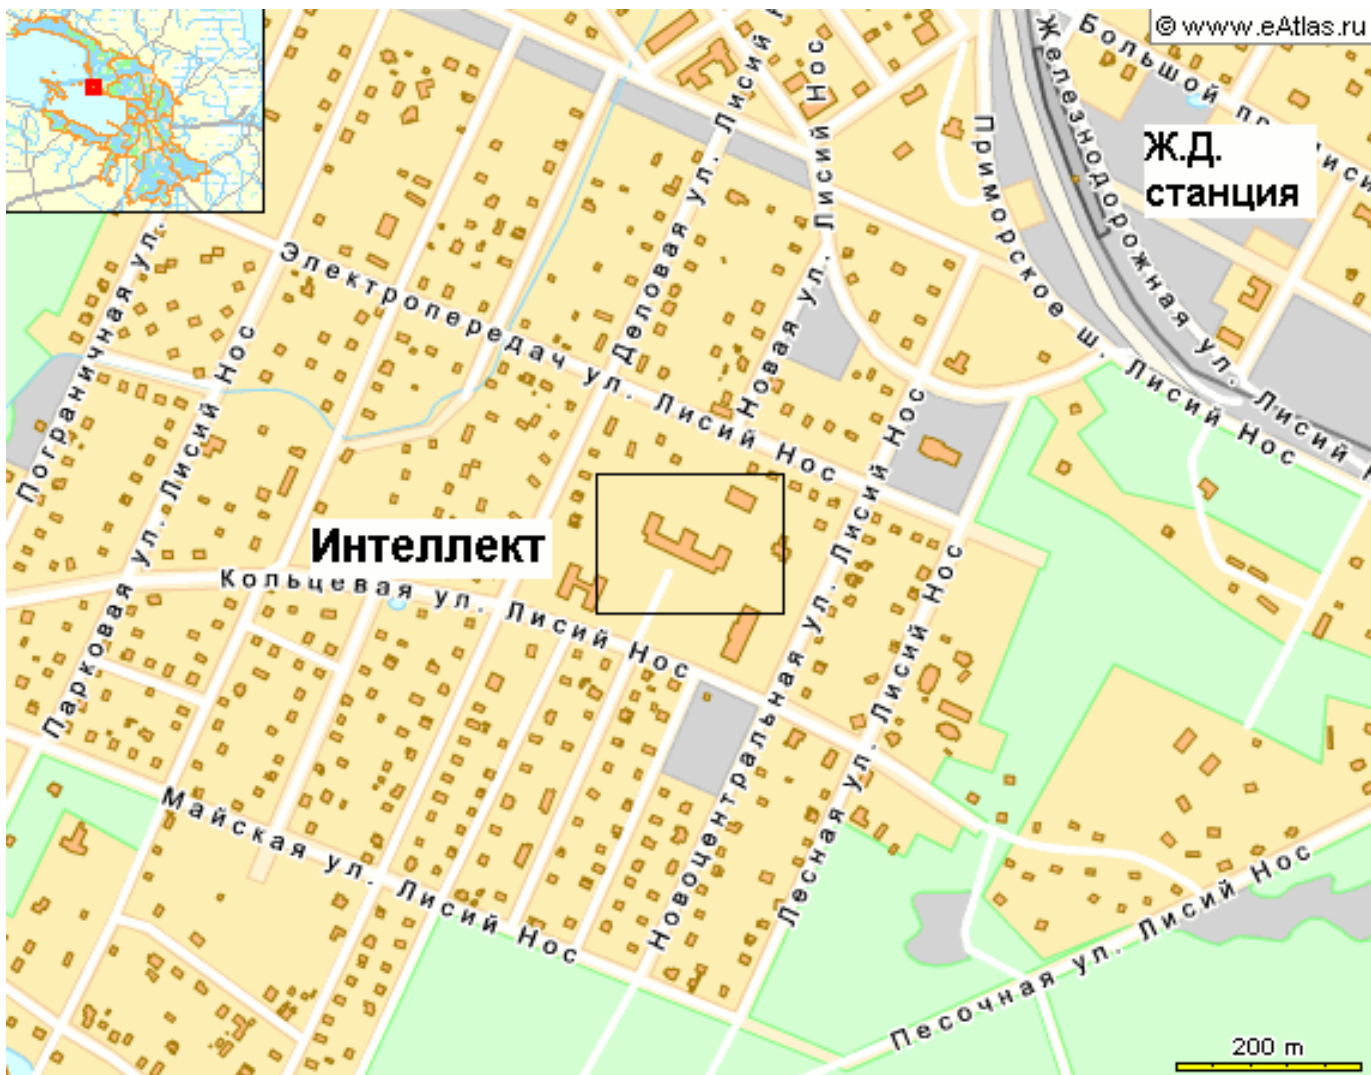 © www.eAtlas.ru
Большой пр. Лисий
Железнодорожная ул. Лисий Н
Ж.Д.
станция
Приморское ш. Лисий Нос
Деловая ул. Лисий
Новая ул. Лисий Нос
Пограничная ул.
Электропередач ул. Лисий Нос
Парковая ул. Лисий Нос
Интеллект
Кольцевая ул. Лисий Нос
Новоцентральная ул. Лисий Нос
Лесная ул. Лисий Нос
Майская ул. Лисий Нос
Песочная ул. Лисий Нос
200 m